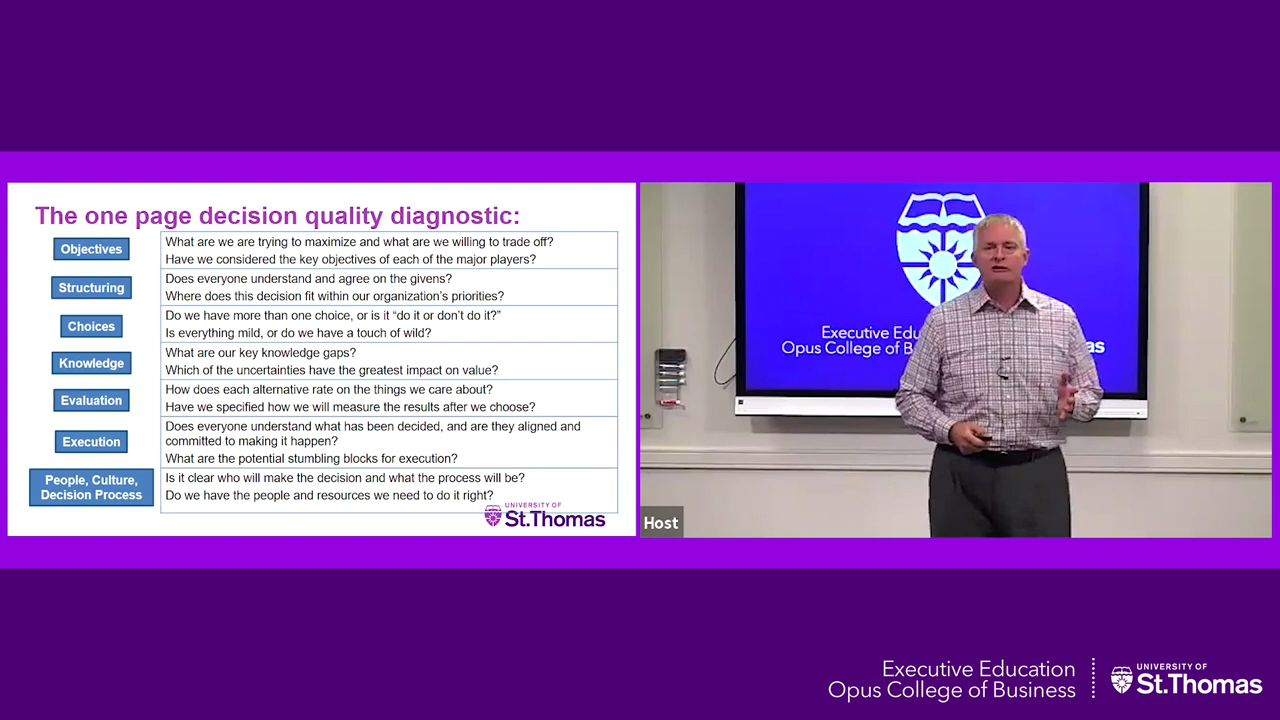 The one page decision quality diagnostic:
Objectives
What are we are trying to maximize and what are we willing to trade off?
Have we considered the key objectives of each of the major players?
Structuring
Does everyone understand and agree on the givens?
Where does this decision fit within our organization's priorities?
Choices
Do we have more than one choice, or is it “do it or don't do it?”
Is everything mild, or do we have a touch of wild?
Knowledge
What are our key knowledge gaps?
Which of the uncertainties have the greatest impact on value?
Evaluation
How does each alternative rate on the things we care about?
Have we specified how we will measure the results after we choose?
Execution
Does everyone understand what has been decided, and are they aligned and
committed to making it happen?
What are the potential stumbling blocks for execution?
People, Culture,
Decision Process
Is it clear who will make the decision and what the process will be?
Do we have the people and resources we need to do it right?
UNIVERSITY OF
St.Thomas
Executive Edu
Opus College of B
as
Host
Executive Education
Opus College of Business
UNIVERSITY OF
St.Thomas